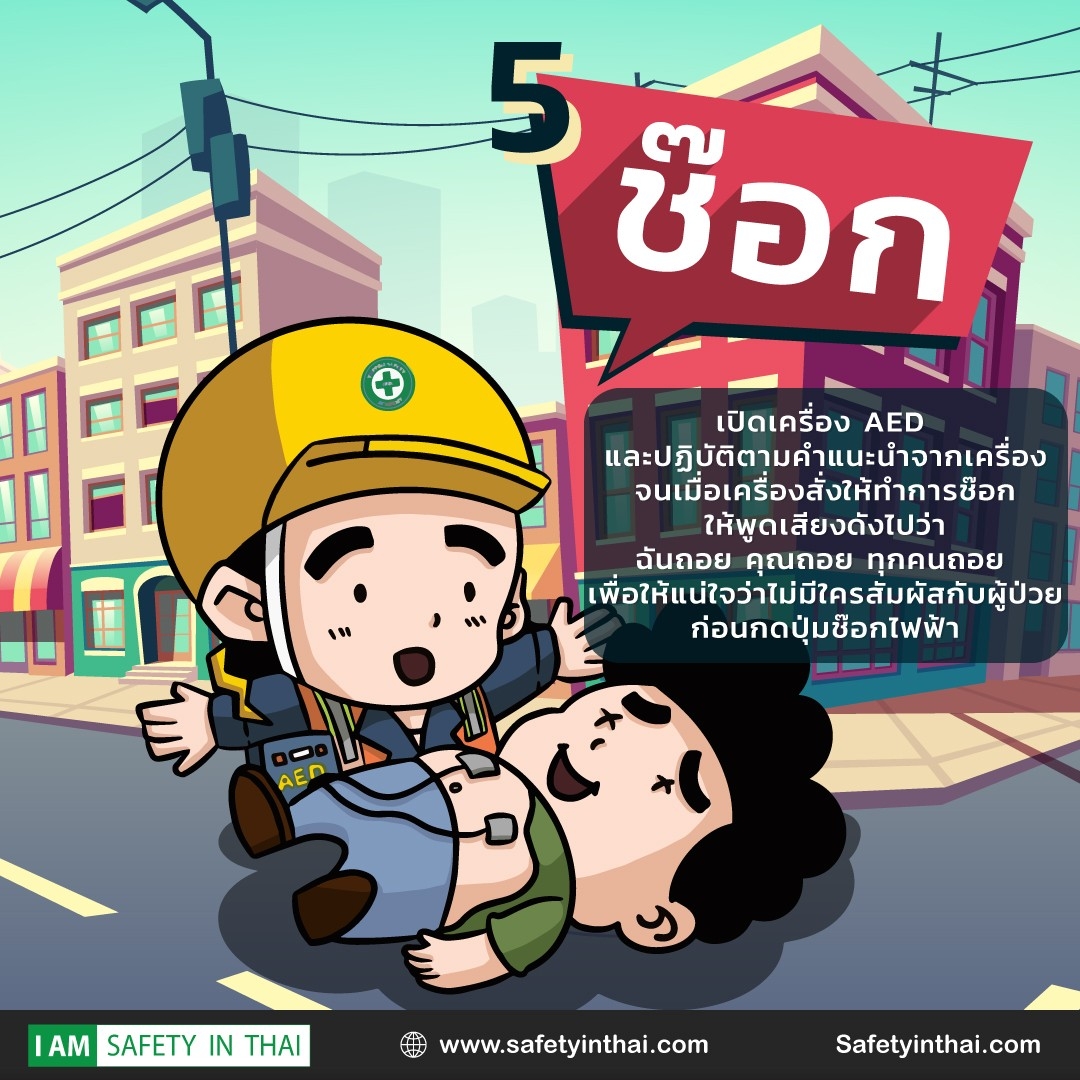 5
ช๊อก
เปิดเครื่อง AED
และปฏิบัติตามคำแนะนำจากเครื่อง
จนเมื่อเครื่องสั่งให้ทำการช๊อก
ให้พูดเสียงดังไปว่า
ฉันถอย คุณถอย ทุกคนถอย
เพื่อให้แน่ใจว่าไม่มีใครสัมผัสกับผู้ป่วย
ก่อนกดปุ่มช๊อกไฟฟ้า
AED
I AM SAFETY IN THAI
www.safetyinthai.com
Safetyinthai.com